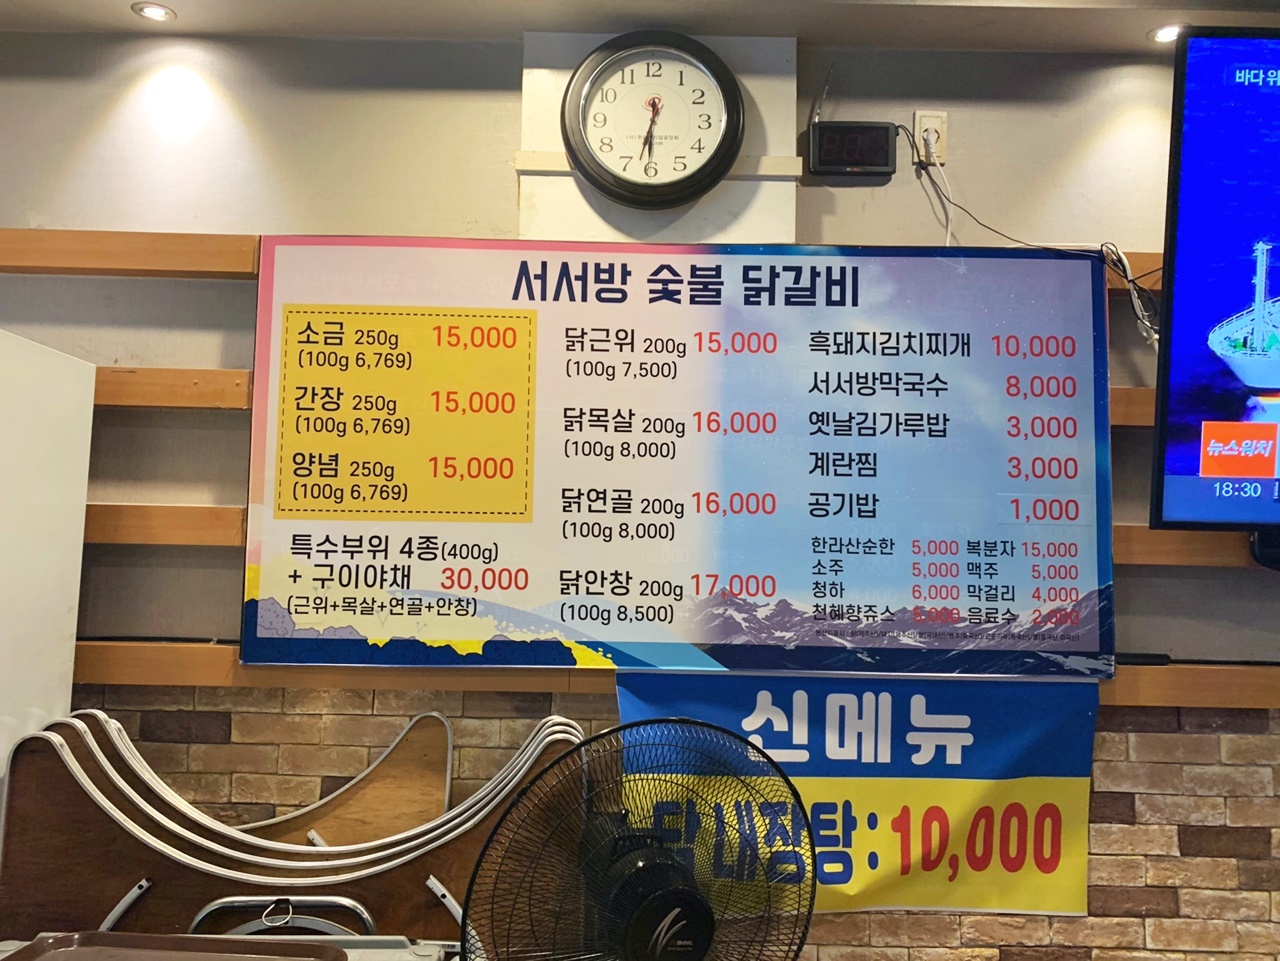 바다 위
12
서서방 숯불 닭갈비
소금 250g 15,000
(100g 6,769)
간장 250g 15,000
(100g 6,769)
양념 250g 15,000
(100g 6,769)
특수부위 4종(400g)
+ 구이야채 30,000
(근위+목살+연골+안창)
닭근위 200g 15,000
(100g 7,500)
닭목살 200g 16,000
(100g 8,000)
닭연골 200g 16,000
(100g 8,000)
닭안창 200g 17,000
(100g 8,500)
흑돼지김치찌개 10,000
서서방막국수 8,000
옛날김가루밥 3,000
계란찜 3,000
공기밥 1,000
한라산순한 5,000 복분자 15,000
소주 5,000 맥주 5,000
청하 6,000 막걸리 4,000
천혜향쥬스 5,000 음료수 2,000
뉴스워치
18:30
신메뉴
닭내장탕:10,000